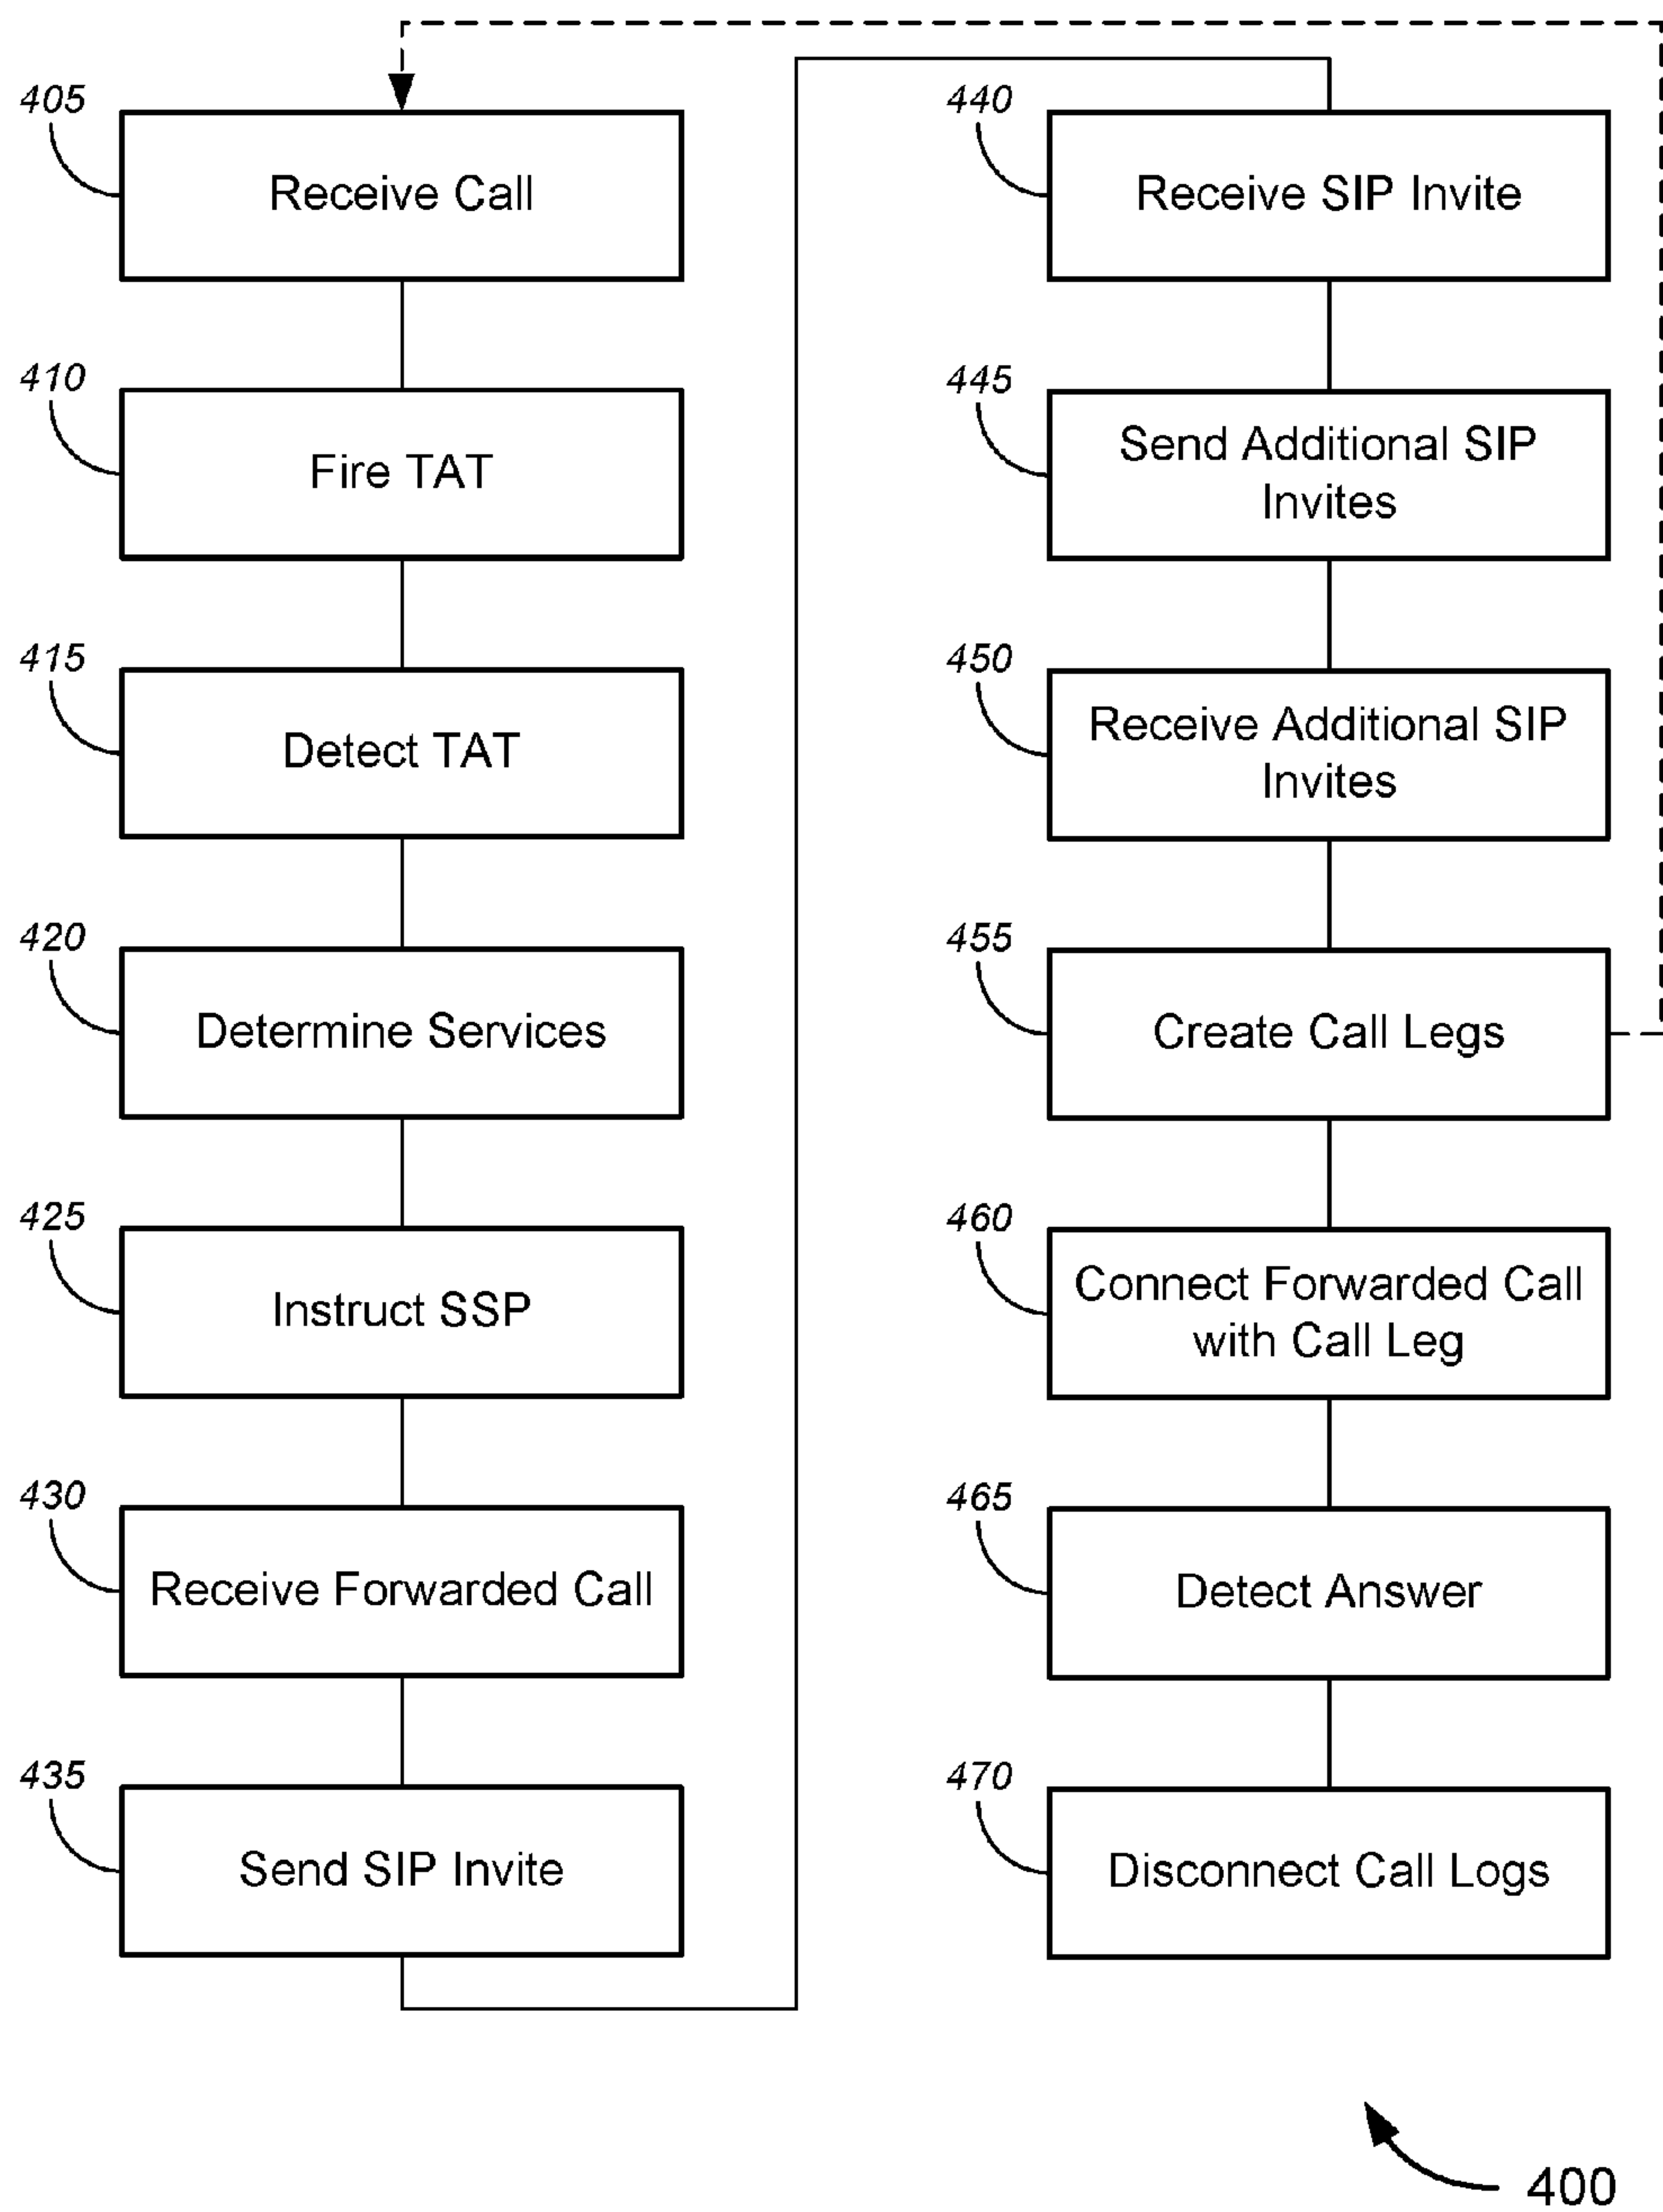 405
Receive Call
410
Fire TAT
415
Detect TAT
420
Determine Services
425
Instruct SSP
430
Receive Forwarded Call
435
Send SIP Invite
440
Receive SIP Invite
445
Send Additional SIP
Invites
450
Receive Additional SIP
Invites
455
Create Call Legs
460
Connect Forwarded Call
with Call Leg
465
Detect Answer
470
Disconnect Call Logs
400